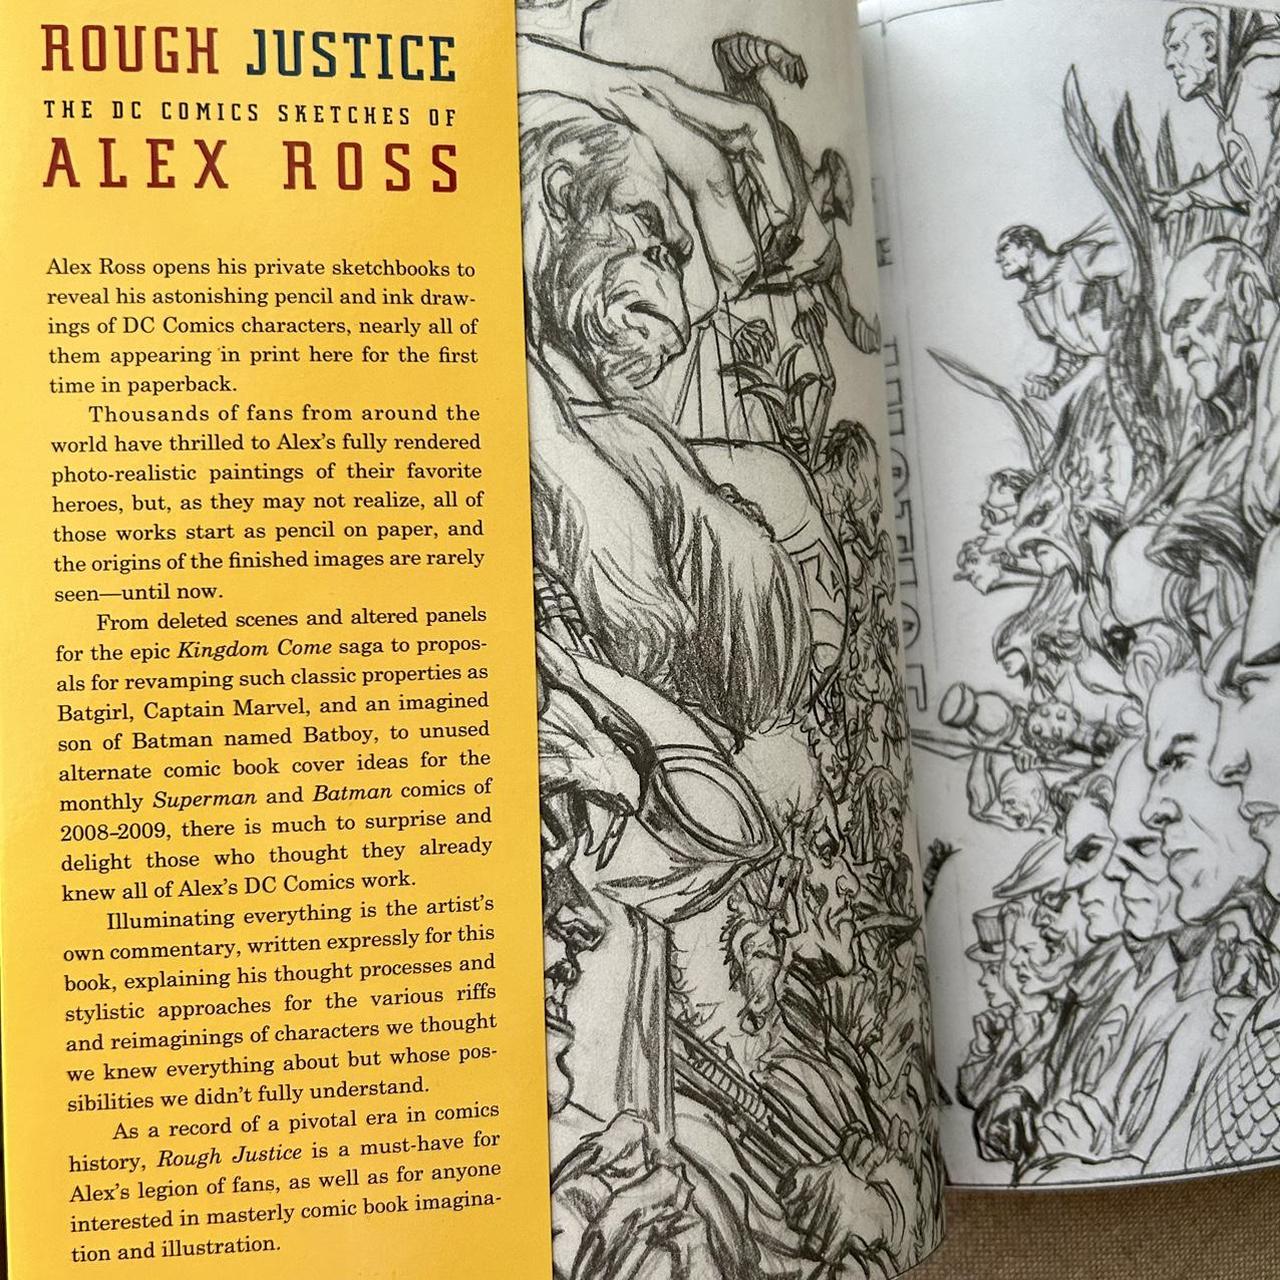 ROUGH JUSTICE
THE DC COMICS SKETCHES OF
ALEX ROSS
Alex Ross opens his private sketchbooks to
reveal his astonishing pencil and ink draw-
ings of DC Comics characters, nearly all of
them appearing in print here for the first
time in paperback.
Thousands of fans from around the
world have thrilled to Alex's fully rendered
photo-realistic paintings of their favorite
heroes, but, as they may not realize, all of
those works start as pencil on paper, and
the origins of the finished images are rarely
seen—until now.
From deleted scenes and altered panels
for the epic Kingdom Come saga to propos-
als for revamping such classic properties as
Batgirl, Captain Marvel, and an imagined
son of Batman named Batboy, to unused
alternate comic book cover ideas for the
monthly Superman and Batman comics of
2008–2009, there is much to surprise and
delight those who thought they already
knew all of Alex's DC Comics work.
Illuminating everything is the artist's
own commentary, written expressly for this
book, explaining his thought processes and
stylistic approaches for the various riffs
and reimaginings of characters we thought
we knew everything about but whose pos-
sibilities we didn't fully understand.
As a record of a pivotal era in comics
history, Rough Justice is a must-have for
Alex's legion of fans, as well as for anyone
interested in masterly comic book imagina-
tion and illustration.